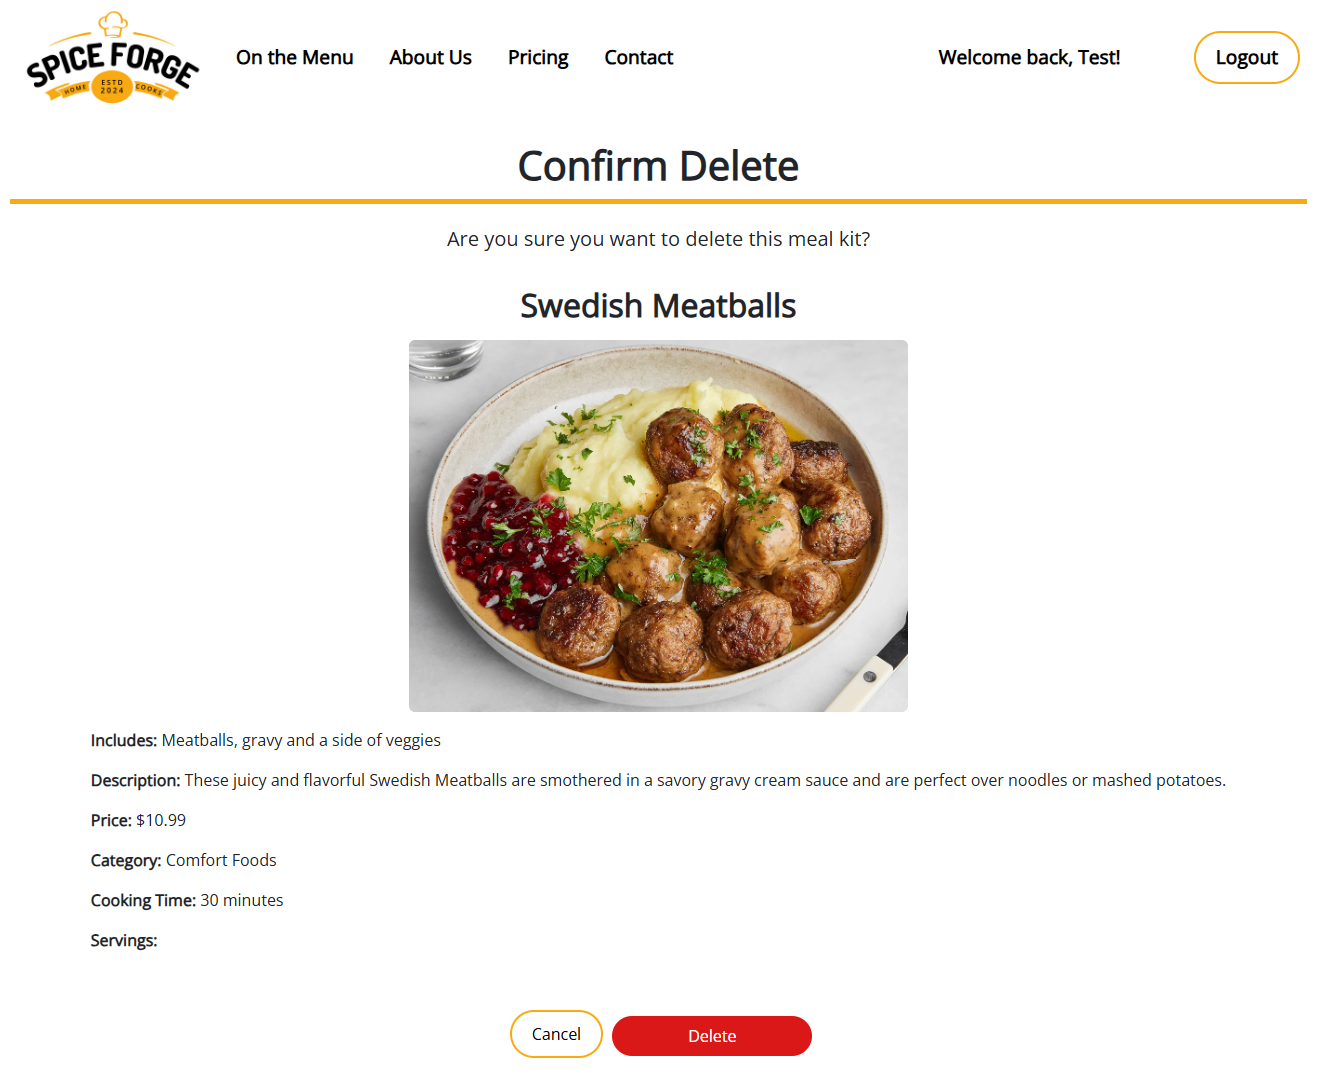 SPICE FORGE
HOME ESTD 2024 COOKS
On the Menu
About Us
Pricing
Contact
Welcome back, Test!
Logout
Confirm Delete
Are you sure you want to delete this meal kit?
Swedish Meatballs
Includes: Meatballs, gravy and a side of veggies
Description: These juicy and flavorful Swedish Meatballs are smothered in a savory gravy cream sauce and are perfect over noodles or mashed potatoes.
Price: $10.99
Category: Comfort Foods
Cooking Time: 30 minutes
Servings:
Cancel
Delete